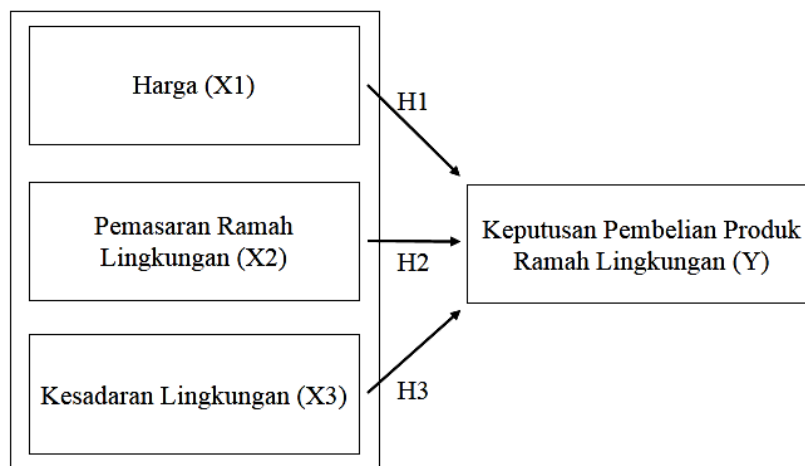 Harga (X1)
H1
Pemasaran Ramah
Lingkungan (X2)
H2
Keputusan Pembelian Produk
Ramah Lingkungan (Y)
Kesadaran Lingkungan (X3)
H3